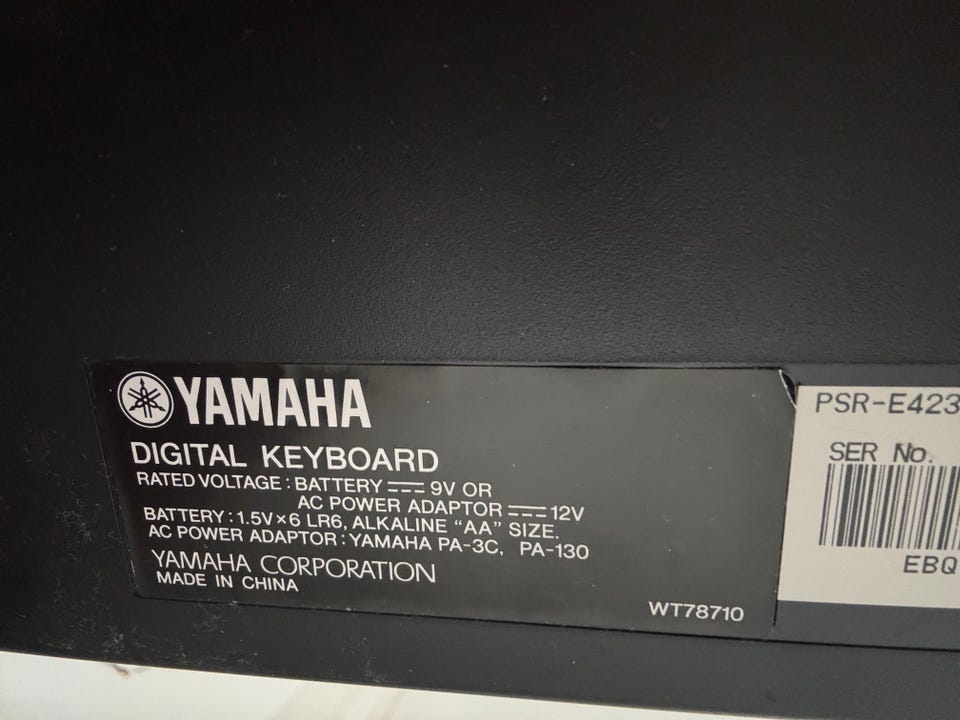 YAMAHA
DIGITAL KEYBOARD
RATED VOLTAGE : BATTERY ⎓ 9V OR
AC POWER ADAPTOR ⎓ 12V
BATTERY : 1.5V×6 LR6, ALKALINE “AA” SIZE.
AC POWER ADAPTOR : YAMAHA PA-3C, PA-130
YAMAHA CORPORATION
MADE IN CHINA
WT78710
PSR-E423
SER No.
EBQ